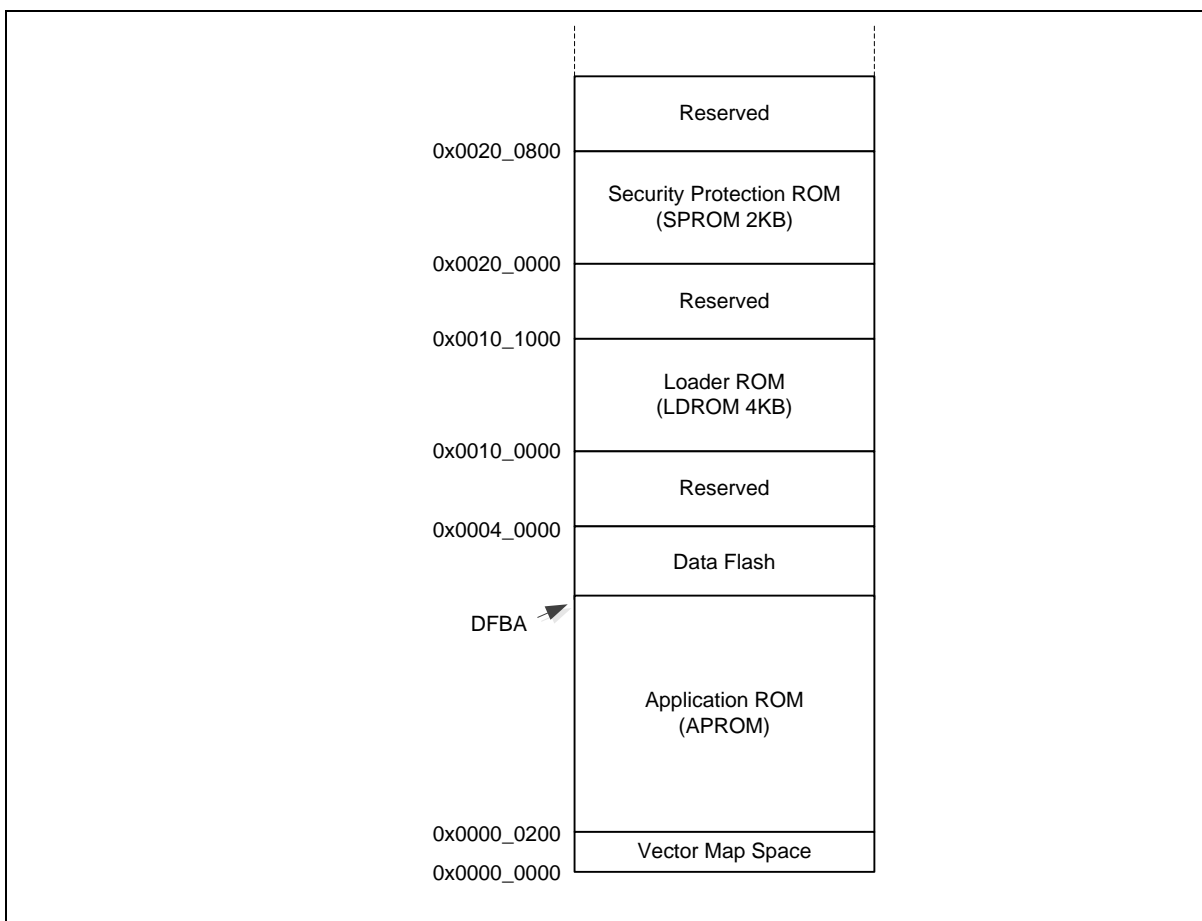 Reserved
0x0020_0800
Security Protection ROM
(SPROM 2KB)
0x0020_0000
Reserved
0x0010_1000
Loader ROM
(LDROM 4KB)
0x0010_0000
Reserved
0x0004_0000
Data Flash
DFBA
Application ROM
(APROM)
0x0000_0200
Vector Map Space
0x0000_0000